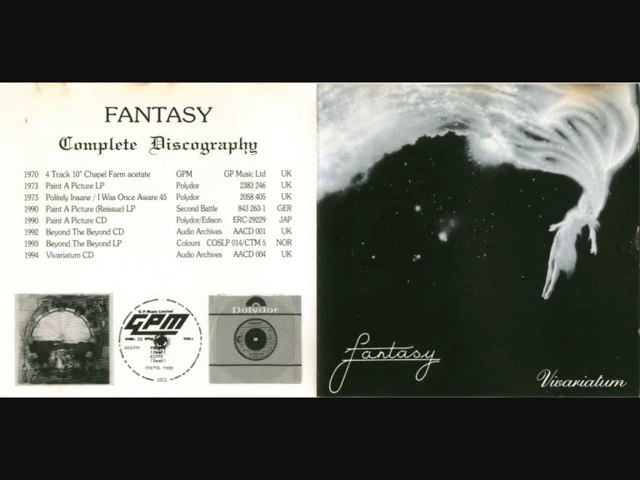 FANTASY
Complete Discography
1970 4 Track 10" Chapel Farm acetate GPM GP Music Ltd UK
1973 Paint A Picture LP Polydor 2383 246 UK
1973 Politely Insane / I Was Once Aware 45 Polydor 2058 405 UK
1990 Paint A Picture (Reissue) LP Second Battle 843 263-1 GER
1990 Paint A Picture CD Polydor/Edison ERC-29229 JAP
1992 Beyond The Beyond CD Audio Archives AACD 001 UK
1993 Beyond The Beyond LP Colours COSLP 014/CTM 5 NOR
1994 Vivariatum CD Audio Archives AACD 004 UK
G.P Music Limited
GPM
Polydor
fantasy
Vivariatum